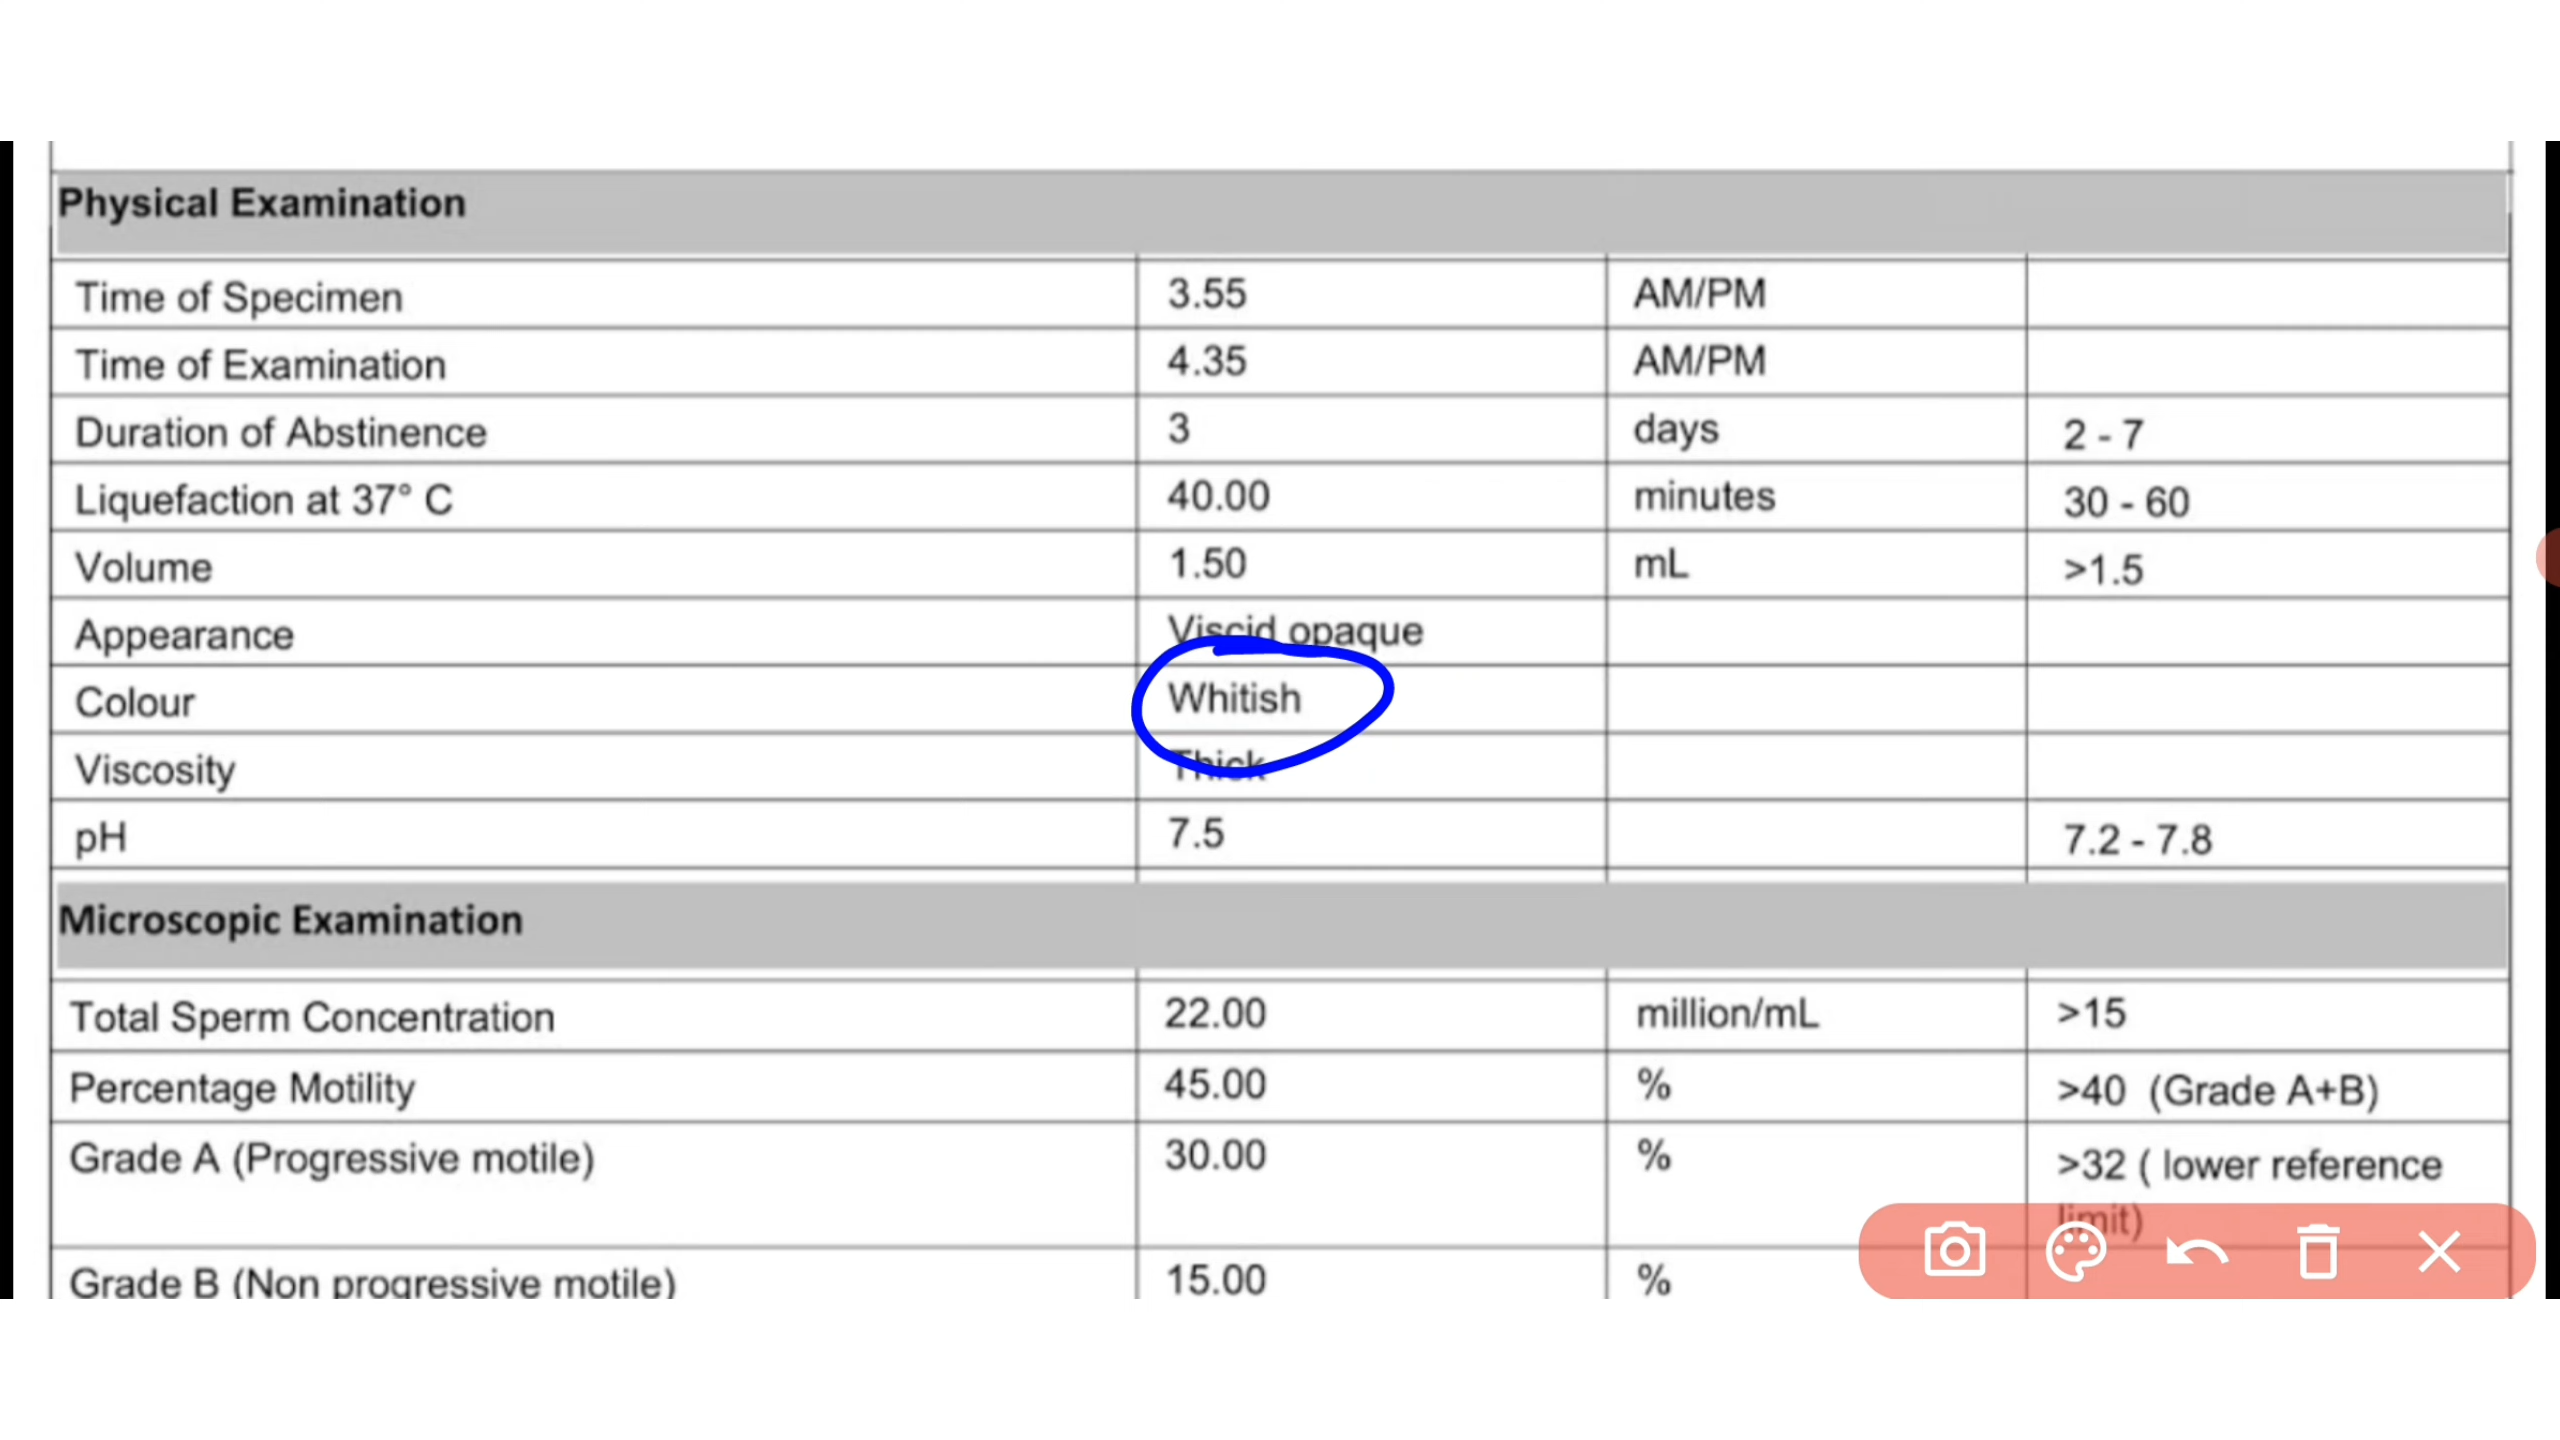 Physical Examination
Time of Specimen 3.55 AM/PM
Time of Examination 4.35 AM/PM
Duration of Abstinence 3 days 2 - 7
Liquefaction at 37° C 40.00 minutes 30 - 60
Volume 1.50 mL >1.5
Appearance Viscid opaque
Colour Whitish
Viscosity Thick
pH 7.5 7.2 - 7.8
Microscopic Examination
Total Sperm Concentration 22.00 million/mL >15
Percentage Motility 45.00 % >40 (Grade A+B)
Grade A (Progressive motile) 30.00 % >32 ( lower reference
limit)
Grade B (Non progressive motile) 15.00 %